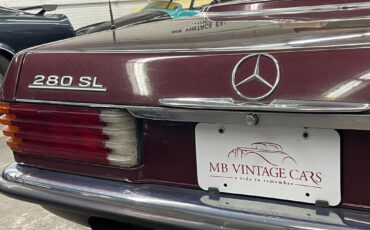 280 SL
MB VINTAGE CARS
a ride to remember